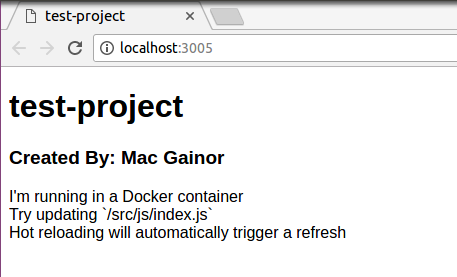 test-project
localhost:3005
test-project
Created By: Mac Gainor
I'm running in a Docker container
Try updating `/src/js/index.js`
Hot reloading will automatically trigger a refresh